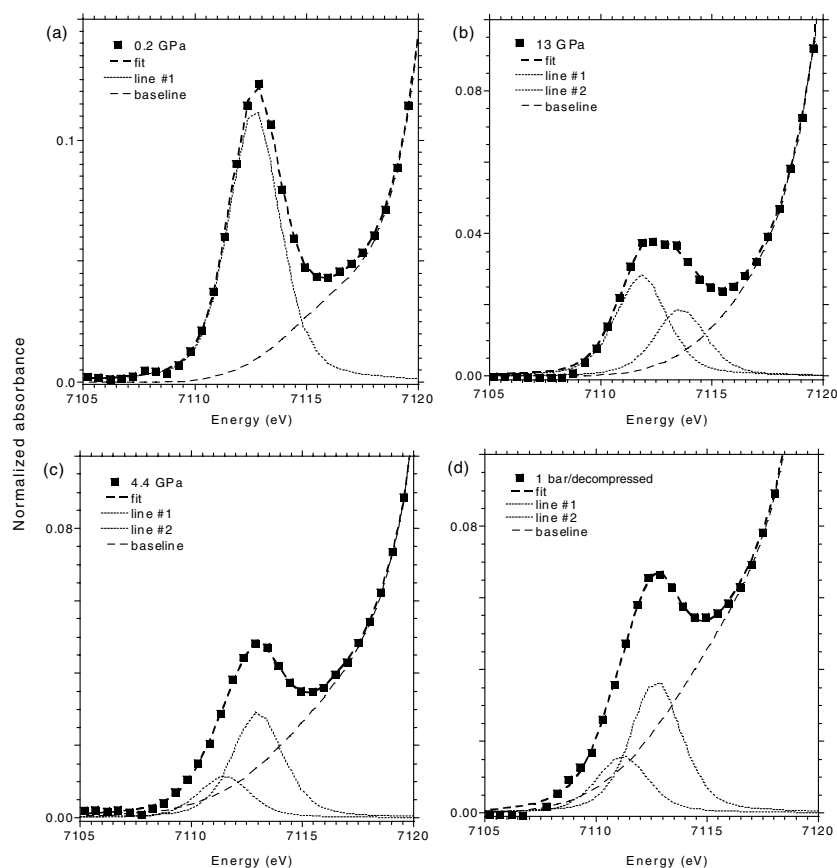 (a)
0.2 GPa
fit
line #1
baseline
0.1
0.0
7105
7110
7115
7120
Energy (eV)
(b)
13 GPa
fit
line #1
line #2
baseline
0.08
0.04
0.00
7105
7110
7115
7120
Energy (eV)
Normalized absorbance
(c)
4.4 GPa
fit
line #1
line #2
baseline
0.08
0.00
7105
7110
7115
7120
Energy (eV)
(d)
1 bar/decompressed
fit
line #1
line #2
baseline
0.08
0.00
7105
7110
7115
7120
Energy (eV)